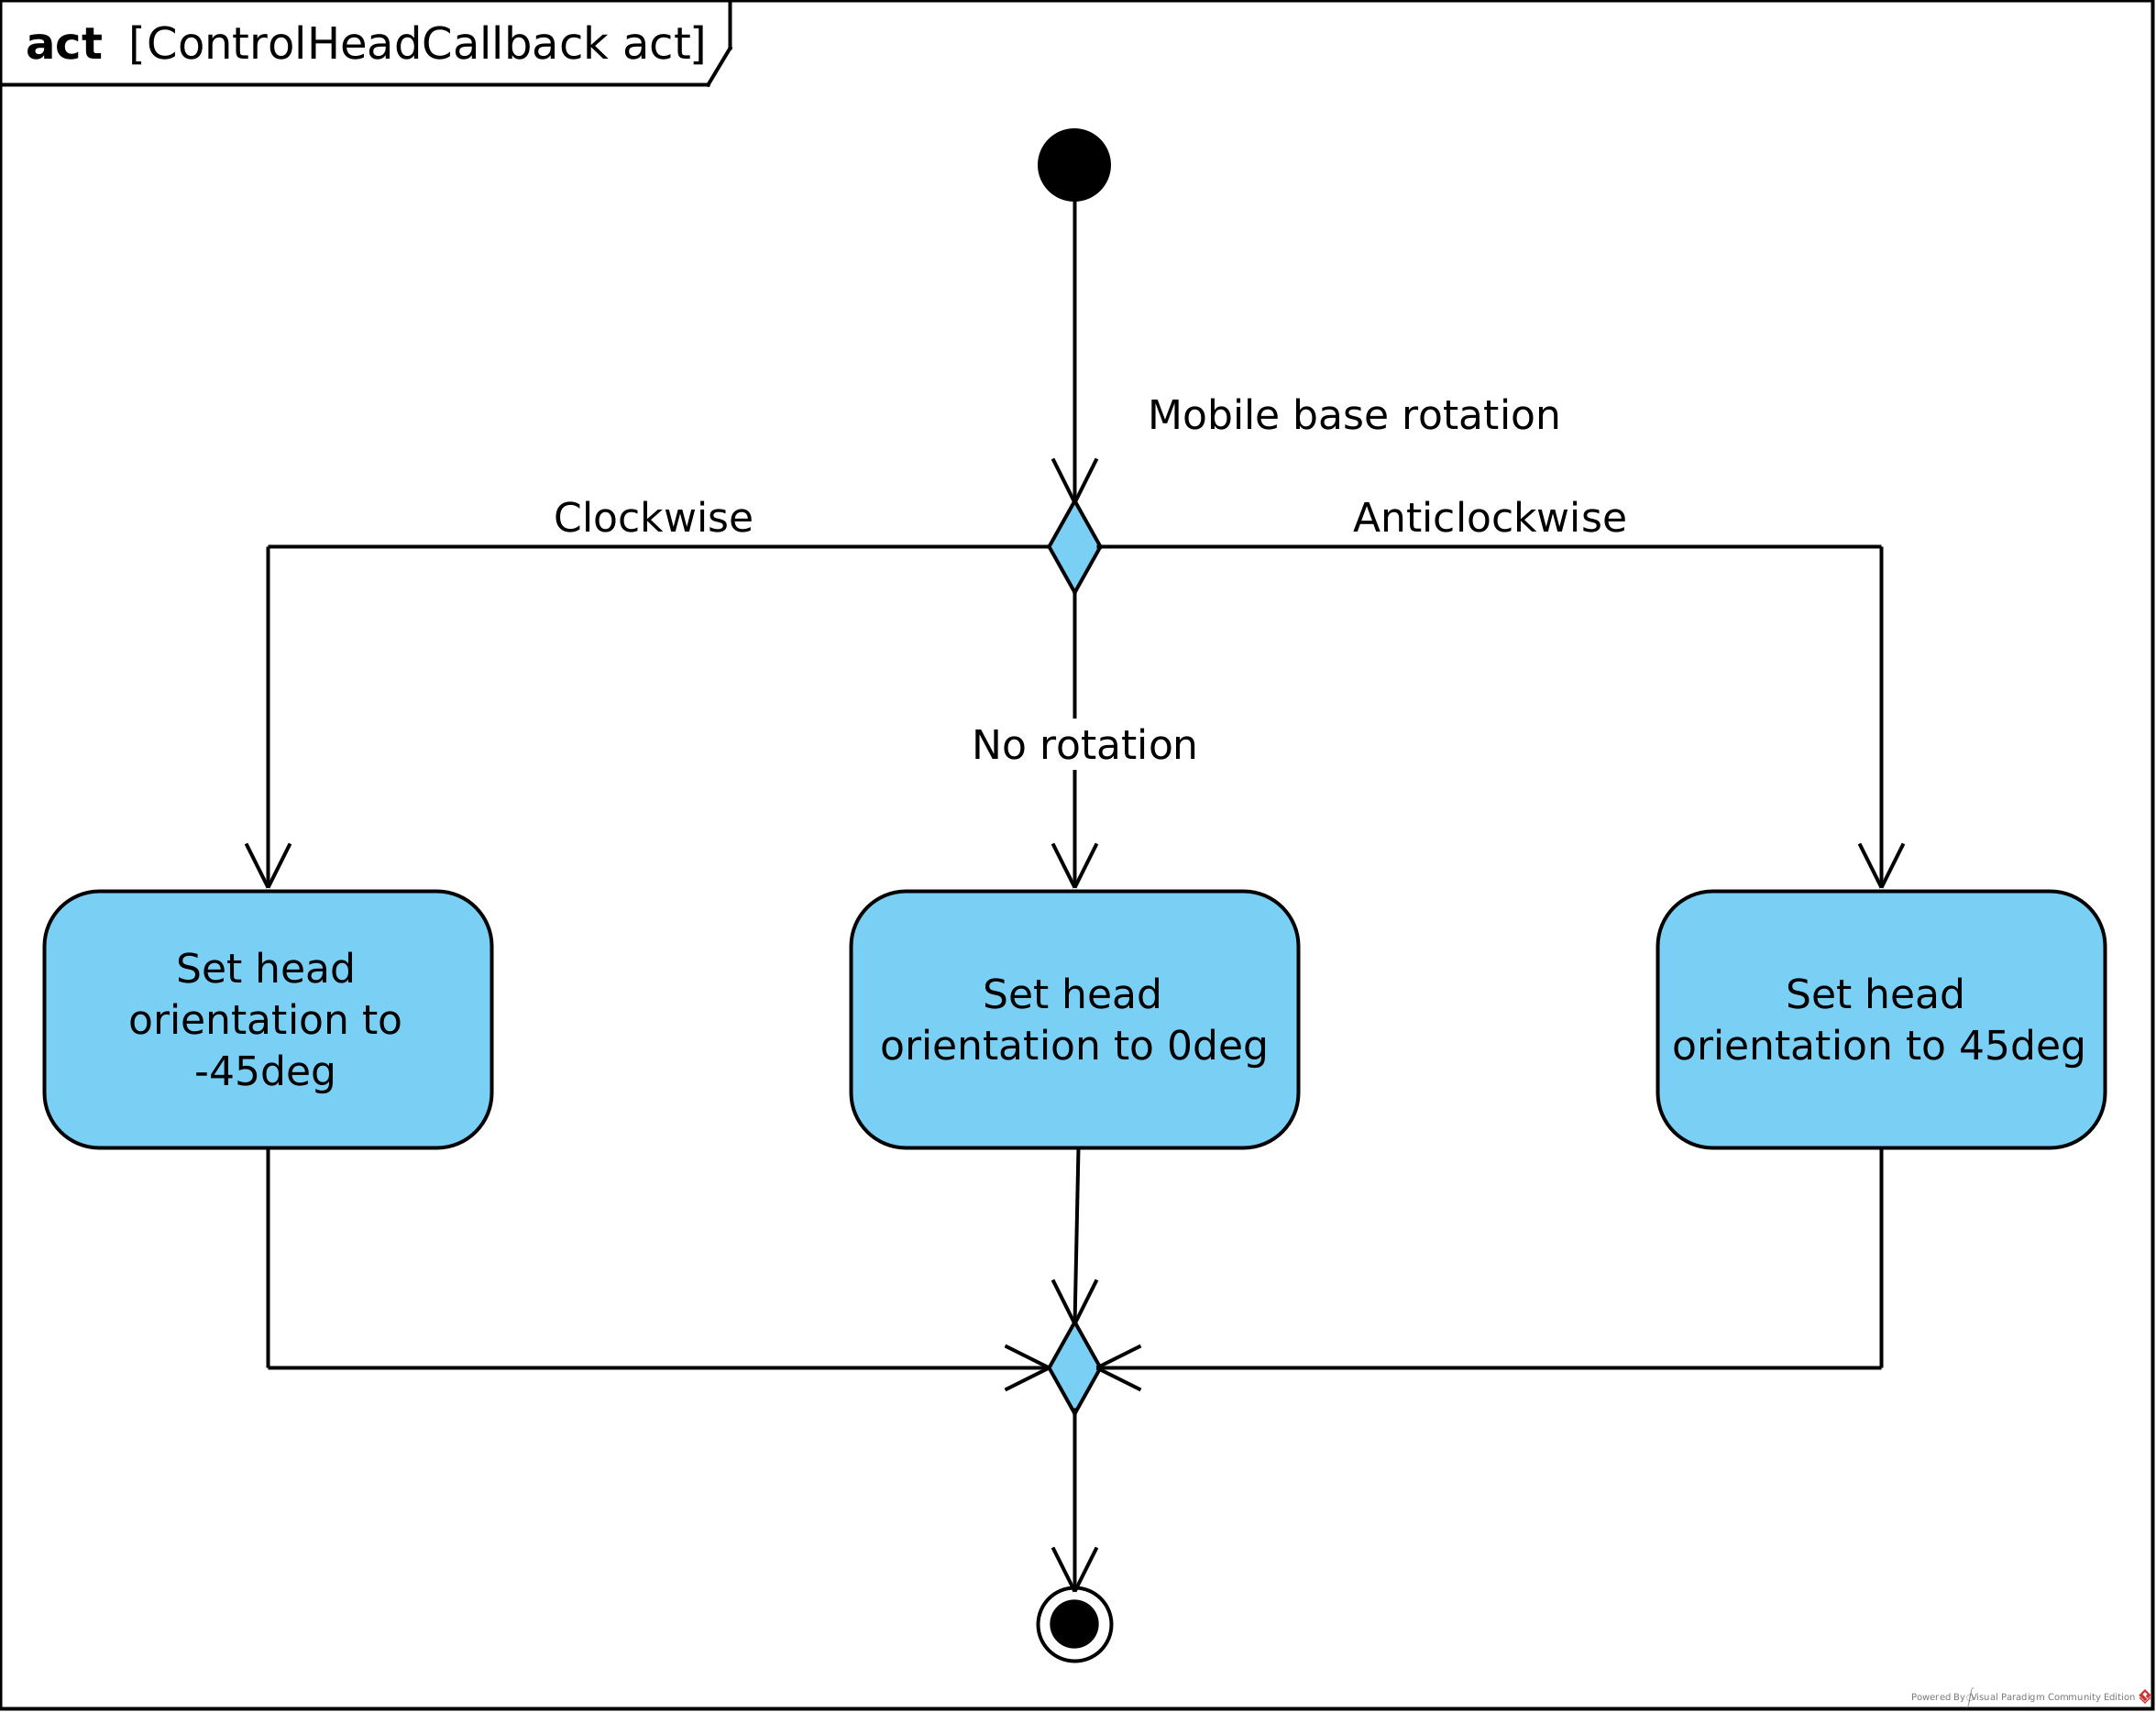 act [ControlHeadCallback act]
Mobile base rotation
Clockwise
Anticlockwise
No rotation
Set head
orientation to
-45deg
Set head
orientation to 0deg
Set head
orientation to 45deg
Powered By Visual Paradigm Community Edition